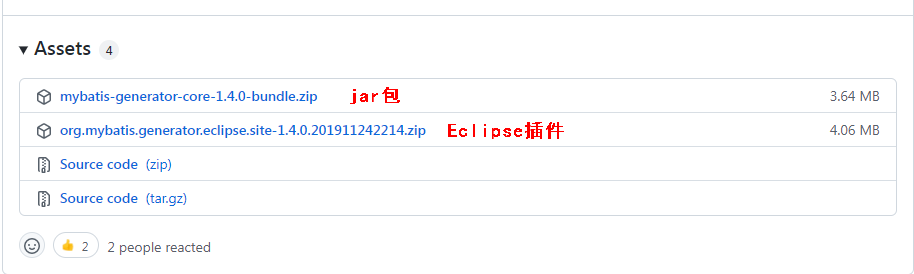 Assets 4
mybatis-generator-core-1.4.0-bundle.zip jar包 3.64 MB
org.mybatis.generator.eclipse.site-1.4.0.201911242214.zip Eclipse插件 4.06 MB
Source code (zip)
Source code (tar.gz)
2 2 people reacted